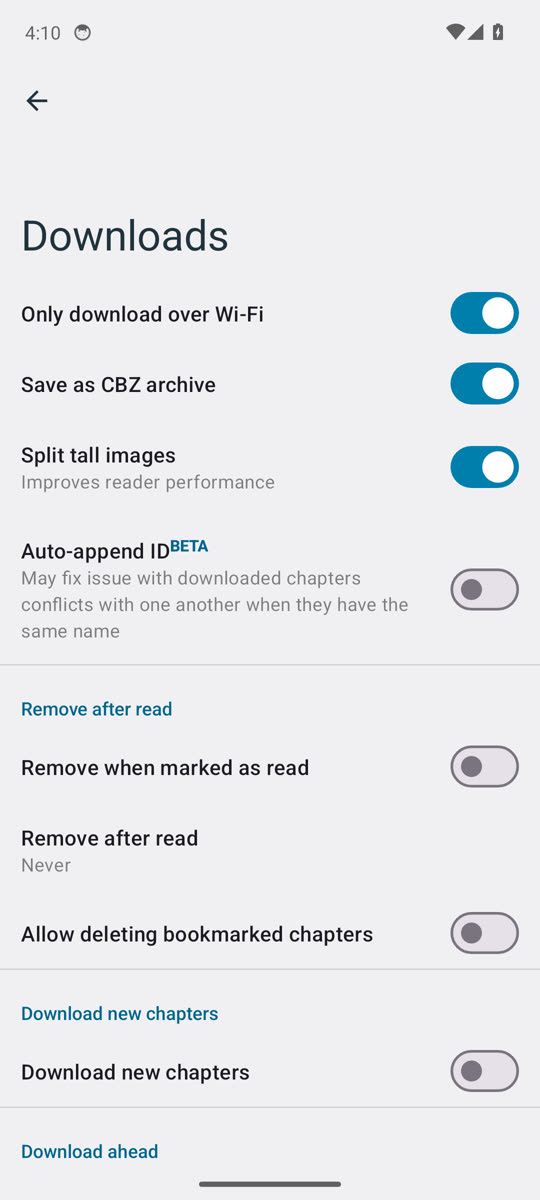 4:10
Downloads
Only download over Wi-Fi
Save as CBZ archive
Split tall images
Improves reader performance
Auto-append IDBETA
May fix issue with downloaded chapters
conflicts with one another when they have the
same name
Remove after read
Remove when marked as read
Remove after read
Never
Allow deleting bookmarked chapters
Download new chapters
Download new chapters
Download ahead